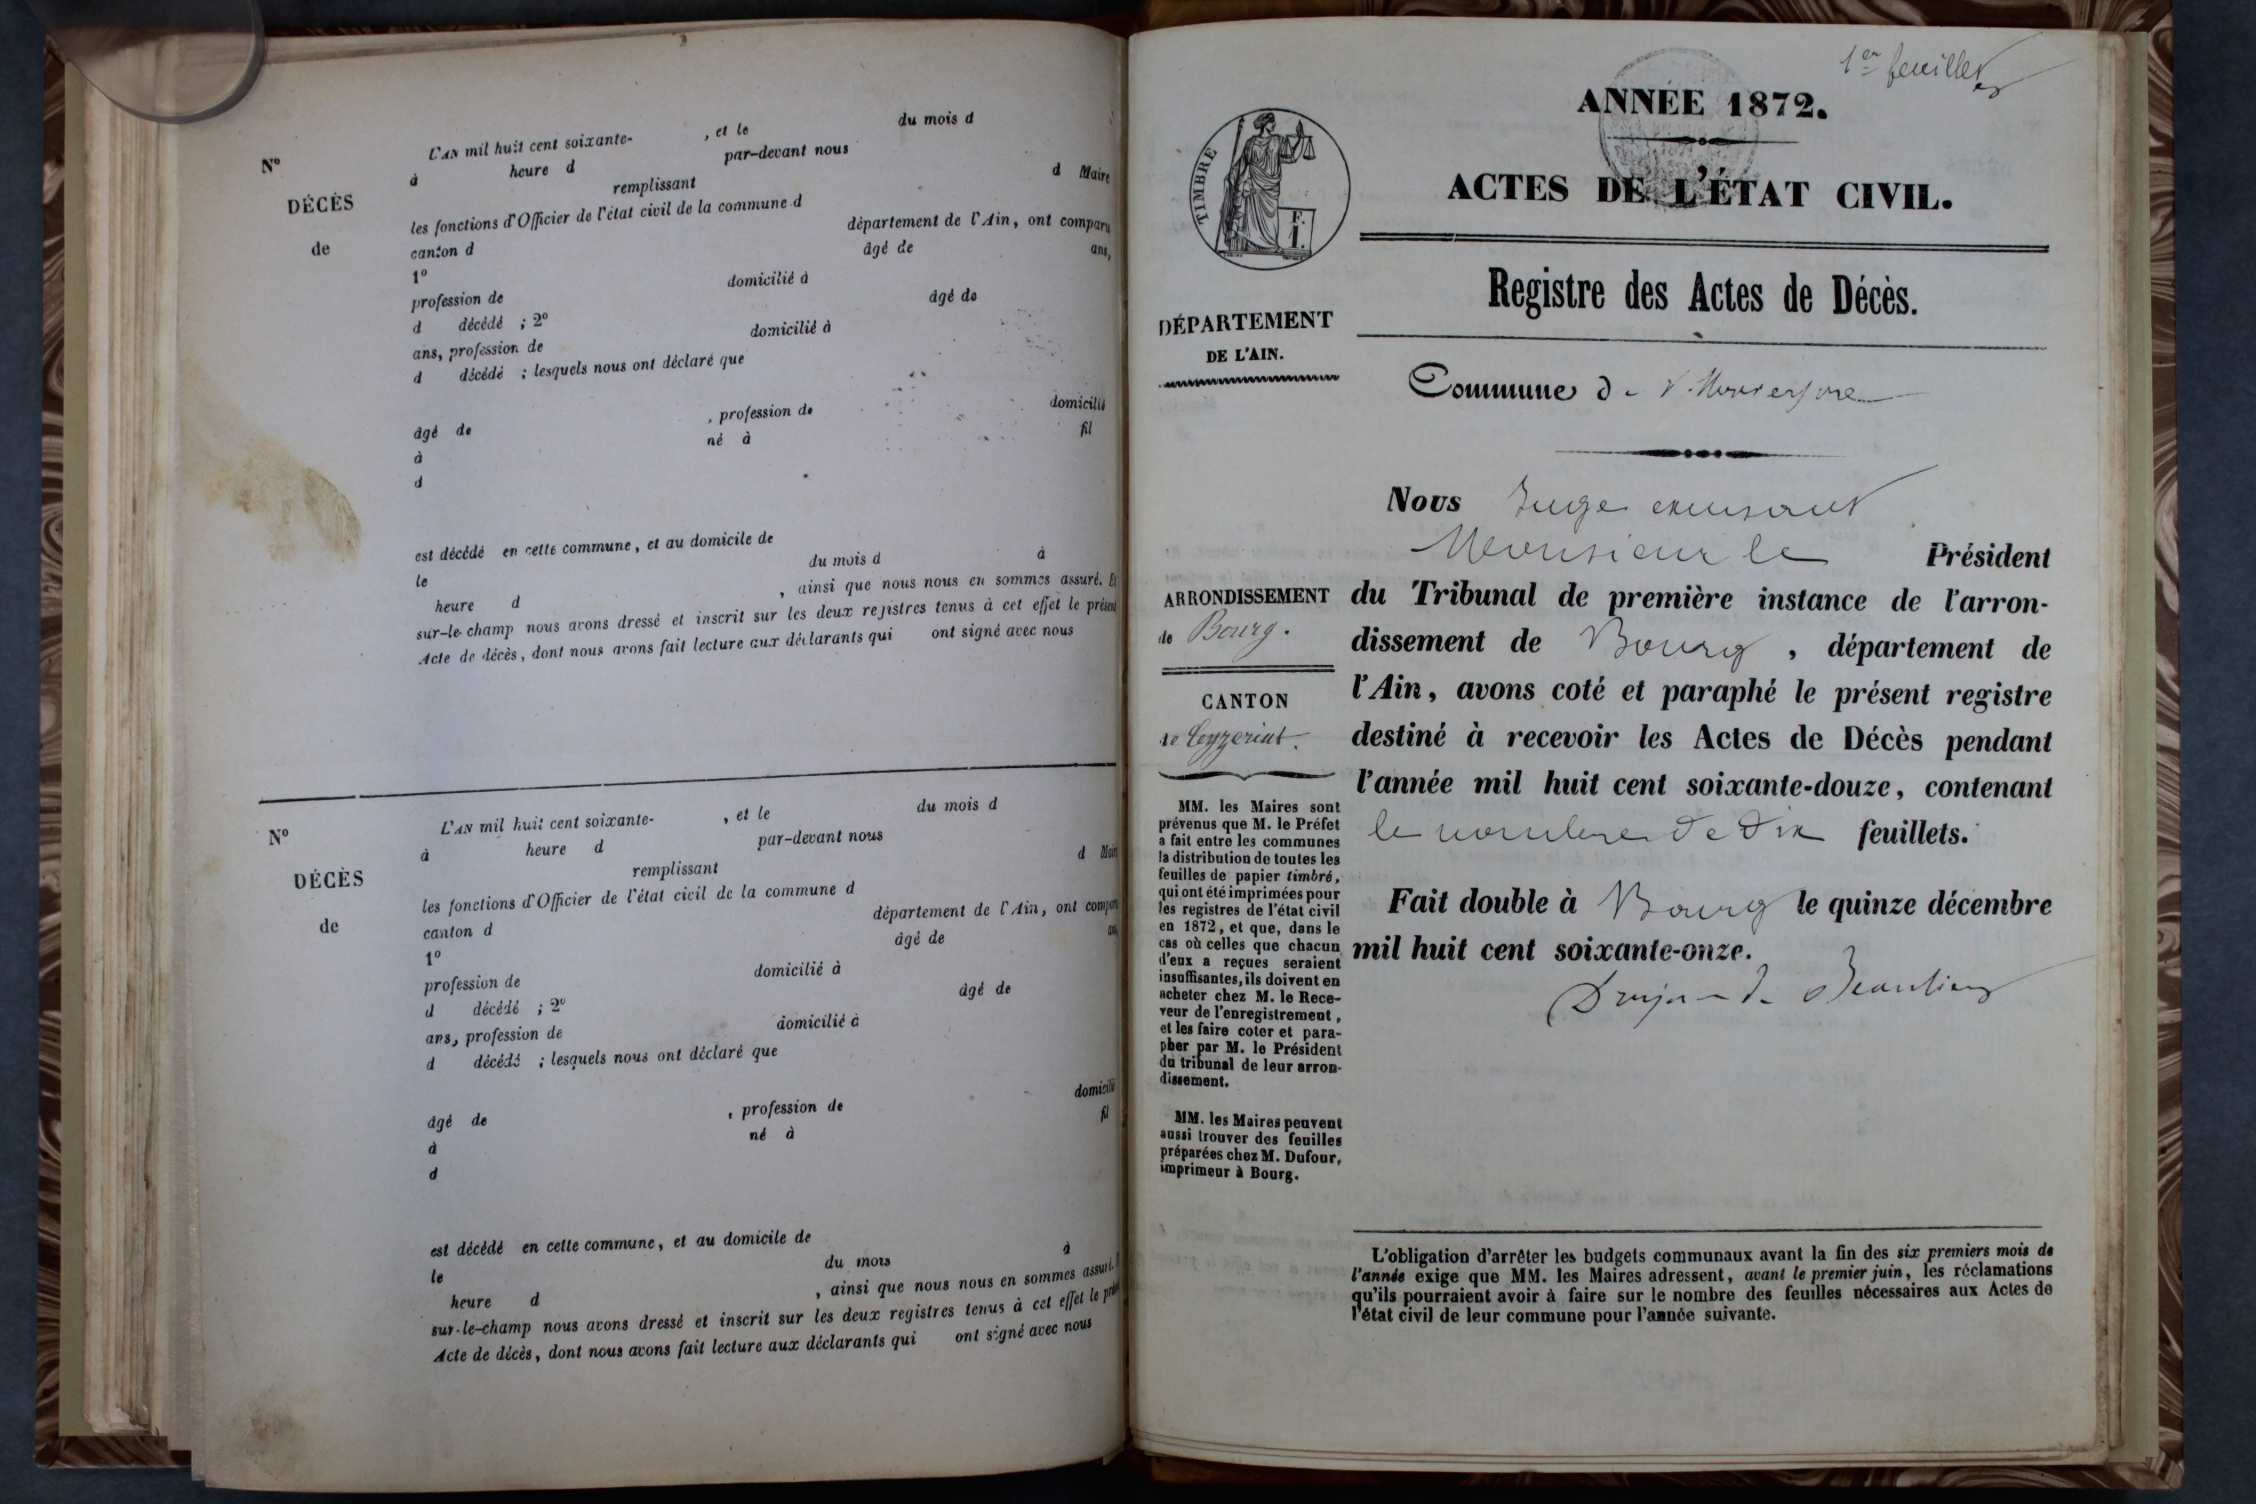 N°
DÉCÈS
de
L'AN mil huit cent soixante- , et le du mois d
à heure d par-devant nous
remplissant d Maire
les fonctions d'Officier de l'état civil de la commune d
canton d département de l'Ain, ont comparu
1° âgé de ans,
profession de domicilié à
d décédé ; 2° âgé de
ans, profession de domicilié à
d décédé ; lesquels nous ont déclaré que
âgé de , profession de domicilié
à né à fil
d
est décédé en cette commune, et au domicile de
le du mois d à
heure d , ainsi que nous nous en sommes assuré. Et
sur-le-champ nous avons dressé et inscrit sur les deux registres tenus à cet effet le présent
Acte de décès, dont nous avons fait lecture aux déclarants qui ont signé avec nous
N°
DÉCÈS
de
L'AN mil huit cent soixante- , et le du mois d
à heure d par-devant nous
remplissant d Maire
les fonctions d'Officier de l'état civil de la commune d
canton d département de l'Ain, ont comparu
1° âgé de ans,
profession de domicilié à
d décédé ; 2° âgé de
ans, profession de domicilié à
d décédé ; lesquels nous ont déclaré que
âgé de , profession de domicilié
à né à fil
d
est décédé en cette commune, et au domicile de
le du mois à
heure d , ainsi que nous nous en sommes assuré.
sur-le-champ nous avons dressé et inscrit sur les deux registres tenus à cet effet le
Acte de décès, dont nous avons fait lecture aux déclarants qui ont signé avec nous
1er feuillet
ANNÉE 1872.
ACTES DE L'ÉTAT CIVIL.
TIMBRE
F.
1.
Registre des Actes de Décès.
DÉPARTEMENT
DE L'AIN.
Commune de
Nous Juge
Monsieur le Président
du Tribunal de première instance de l'arron-
dissement de Bourg , département de
l'Ain, avons coté et paraphé le présent registre
destiné à recevoir les Actes de Décès pendant
l'année mil huit cent soixante-douze, contenant
le nombre de dix feuillets.
Fait double à Bourg le quinze décembre
mil huit cent soixante-onze.
de Beaulieu
ARRONDISSEMENT
de Bourg.
CANTON
de Ceyzériat.
MM. les Maires sont
prévenus que M. le Préfet
a fait entre les communes
la distribution de toutes les
feuilles de papier timbré,
qui ont été imprimées pour
les registres de l'état civil
en 1872, et que, dans le
cas où celles que chacun
d'eux a reçues seraient
insuffisantes, ils doivent en
acheter chez M. le Rece-
veur de l'enregistrement,
et les faire coter et para-
pher par M. le Président
du tribunal de leur arron-
dissement.
MM. les Maires peuvent
aussi trouver des feuilles
préparées chez M. Dufour,
imprimeur à Bourg.
L'obligation d'arrêter les budgets communaux avant la fin des six premiers mois de
l'année exige que MM. les Maires adressent, avant le premier juin, les réclamations
qu'ils pourraient avoir à faire sur le nombre des feuilles nécessaires aux Actes de
l'état civil de leur commune pour l'année suivante.